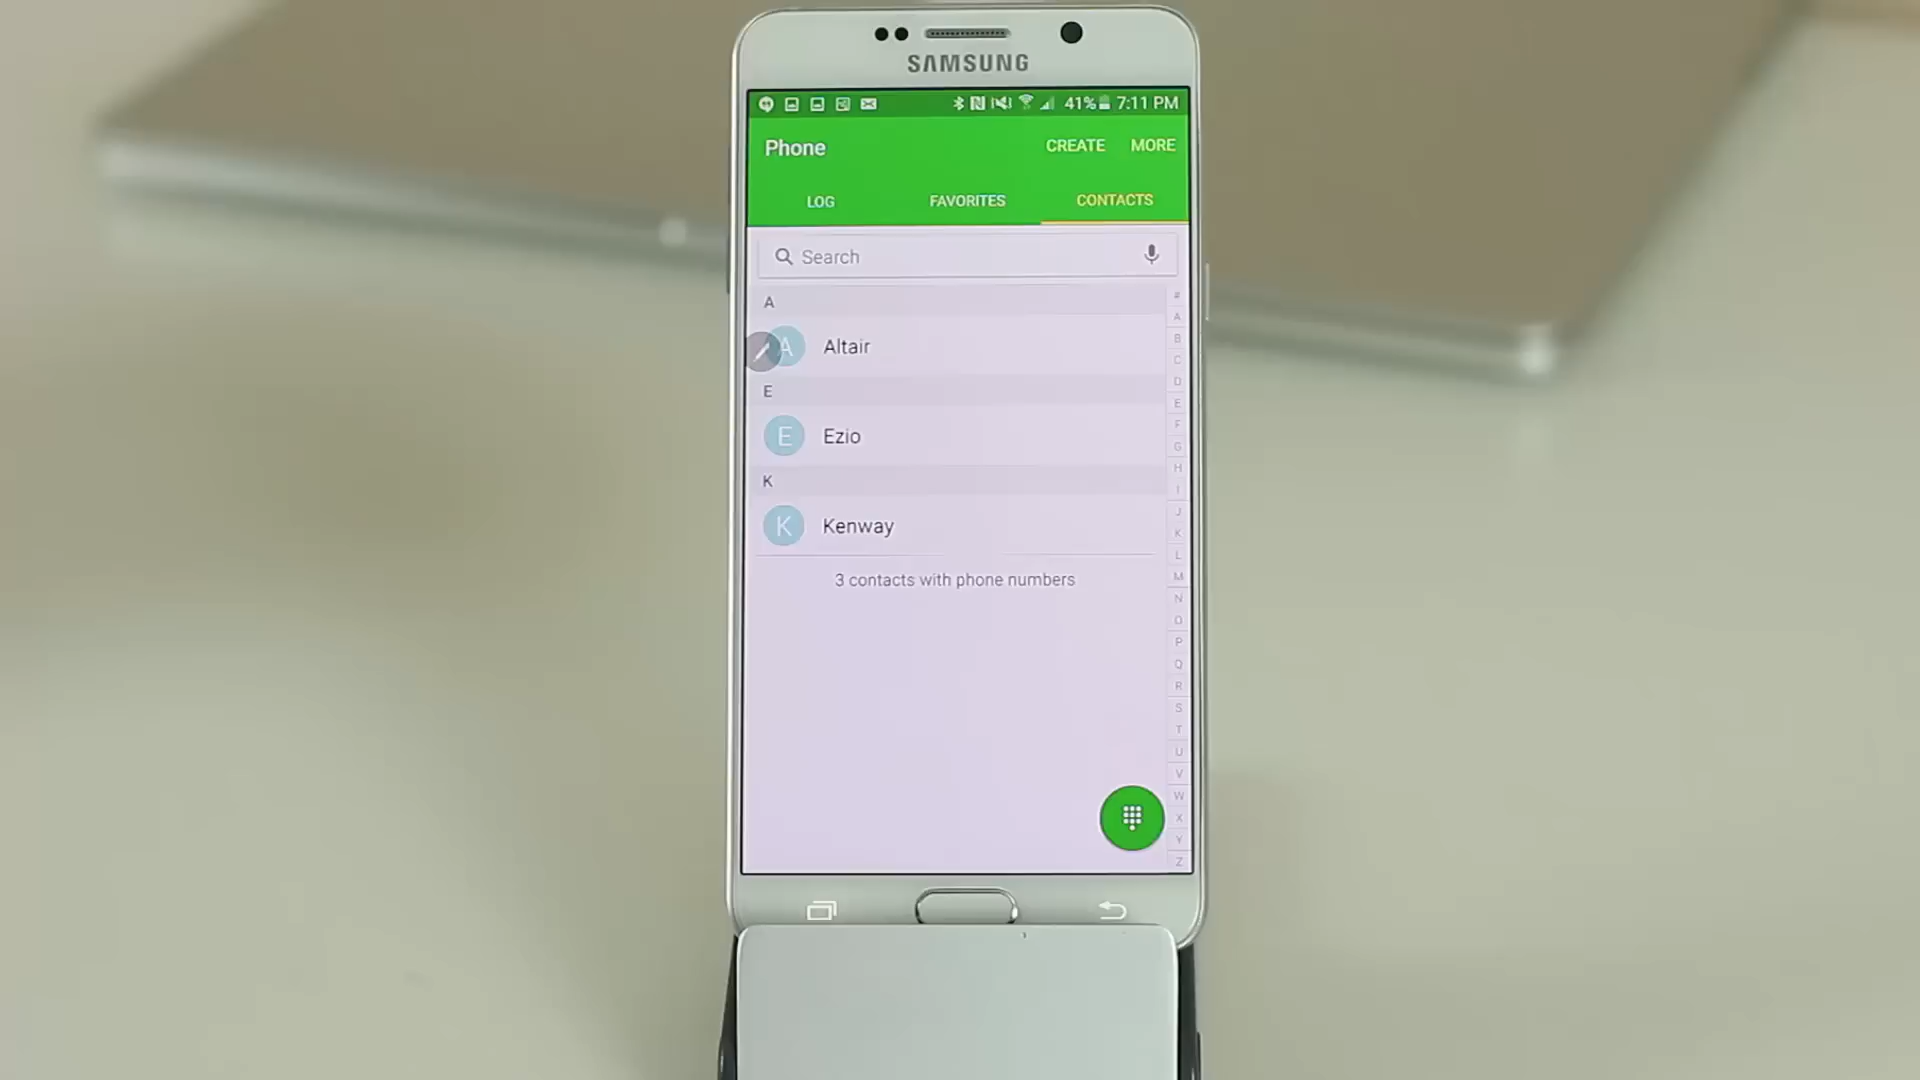 SAMSUNG
41% 7:11 PM
Phone CREATE MORE
LOG FAVORITES CONTACTS
Search
A
A Altair
E
E Ezio
K
K Kenway
3 contacts with phone numbers
#
A
B
C
D
E
F
G
H
I
J
K
L
M
N
O
P
Q
R
S
T
U
V
W
X
Y
Z